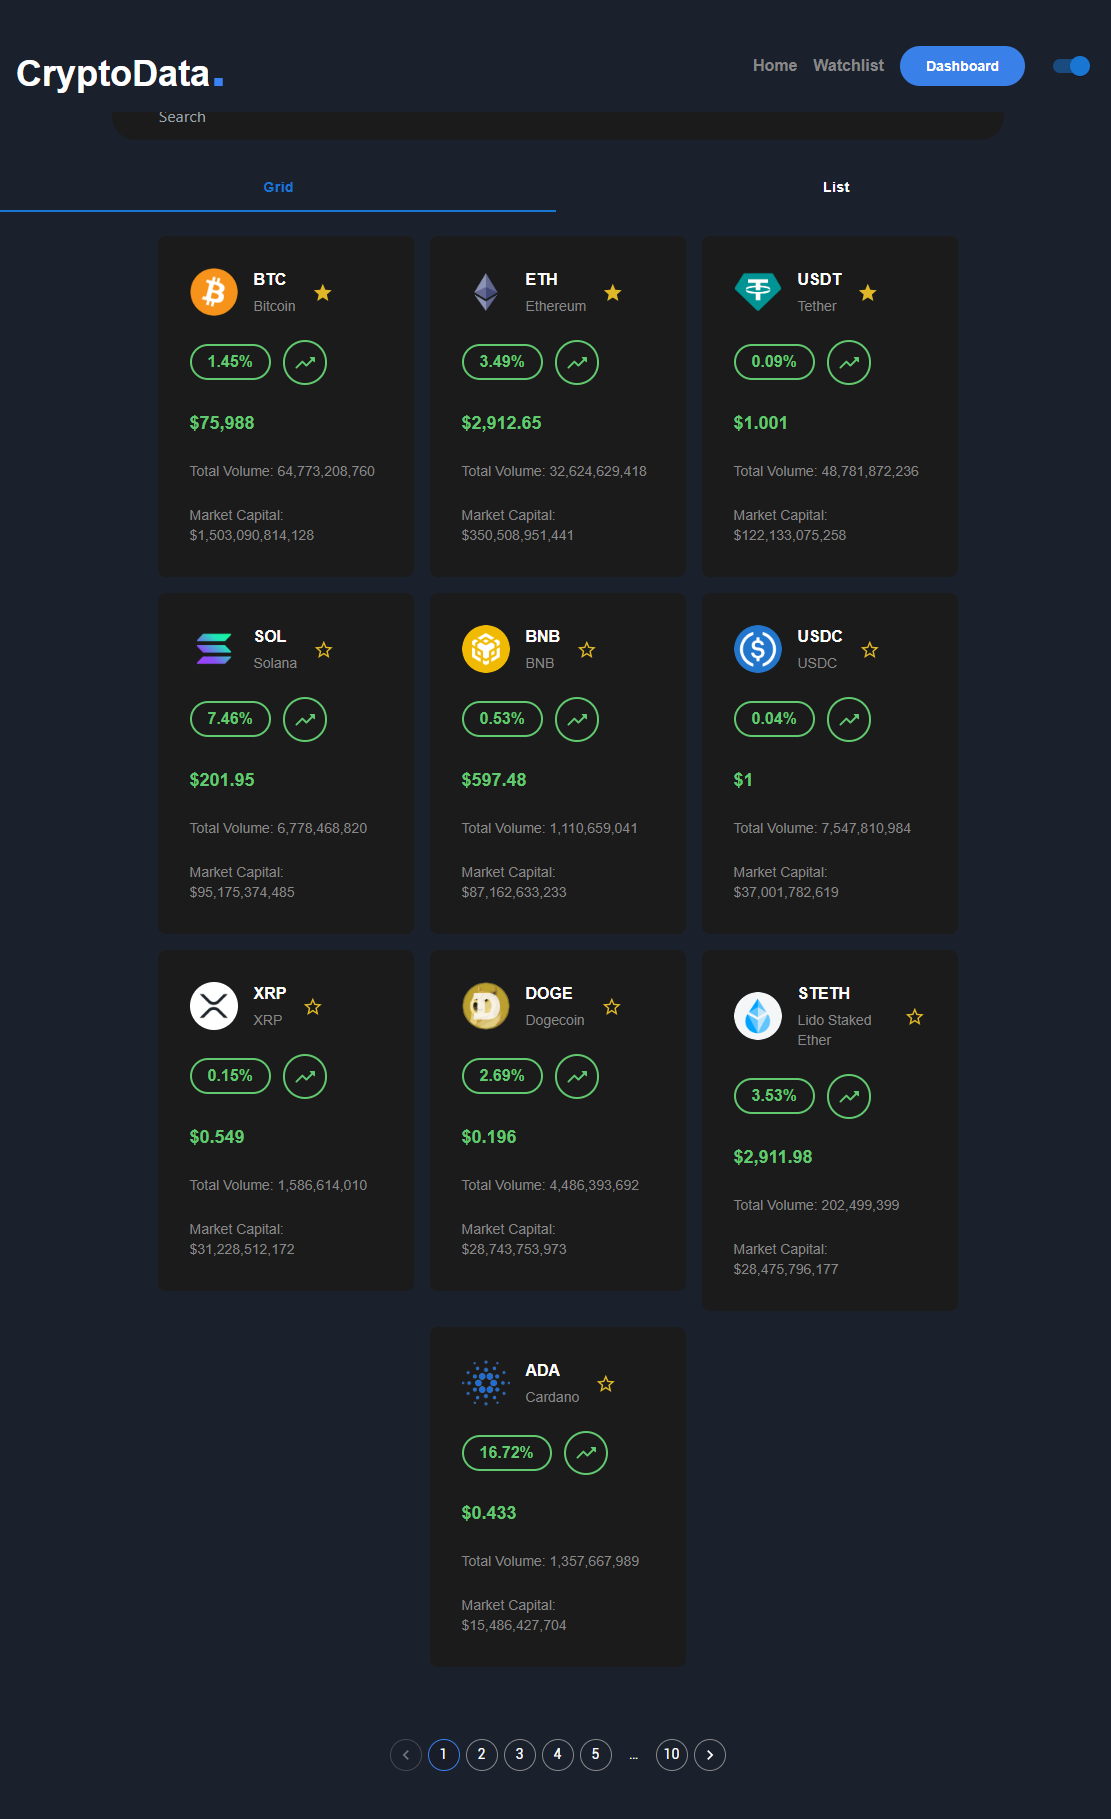 CryptoData.
Home Watchlist Dashboard
Search
Grid List
BTC
Bitcoin
1.45%
$75,988
Total Volume: 64,773,208,760
Market Capital:
$1,503,090,814,128
ETH
Ethereum
3.49%
$2,912.65
Total Volume: 32,624,629,418
Market Capital:
$350,508,951,441
USDT
Tether
0.09%
$1.001
Total Volume: 48,781,872,236
Market Capital:
$122,133,075,258
SOL
Solana
7.46%
$201.95
Total Volume: 6,778,468,820
Market Capital:
$95,175,374,485
BNB
BNB
0.53%
$597.48
Total Volume: 1,110,659,041
Market Capital:
$87,162,633,233
USDC
USDC
0.04%
$1
Total Volume: 7,547,810,984
Market Capital:
$37,001,782,619
XRP
XRP
0.15%
$0.549
Total Volume: 1,586,614,010
Market Capital:
$31,228,512,172
DOGE
Dogecoin
2.69%
$0.196
Total Volume: 4,486,393,692
Market Capital:
$28,743,753,973
STETH
Lido Staked
Ether
3.53%
$2,911.98
Total Volume: 202,499,399
Market Capital:
$28,475,796,177
ADA
Cardano
16.72%
$0.433
Total Volume: 1,357,667,989
Market Capital:
$15,486,427,704
1 2 3 4 5 ... 10